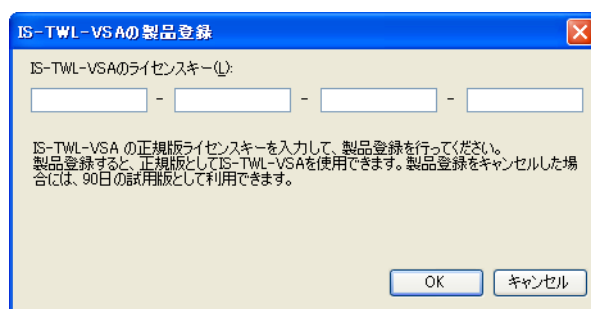 IS-TWL-VSAの製品登録
IS-TWL-VSAのライセンスキー(L):
- - -
IS-TWL-VSA の正規版ライセンスキーを入力して、製品登録を行ってください。
製品登録すると、正規版としてIS-TWL-VSAを使用できます。製品登録をキャンセルした場
合には、90日の試用版として利用できます。
OK キャンセル